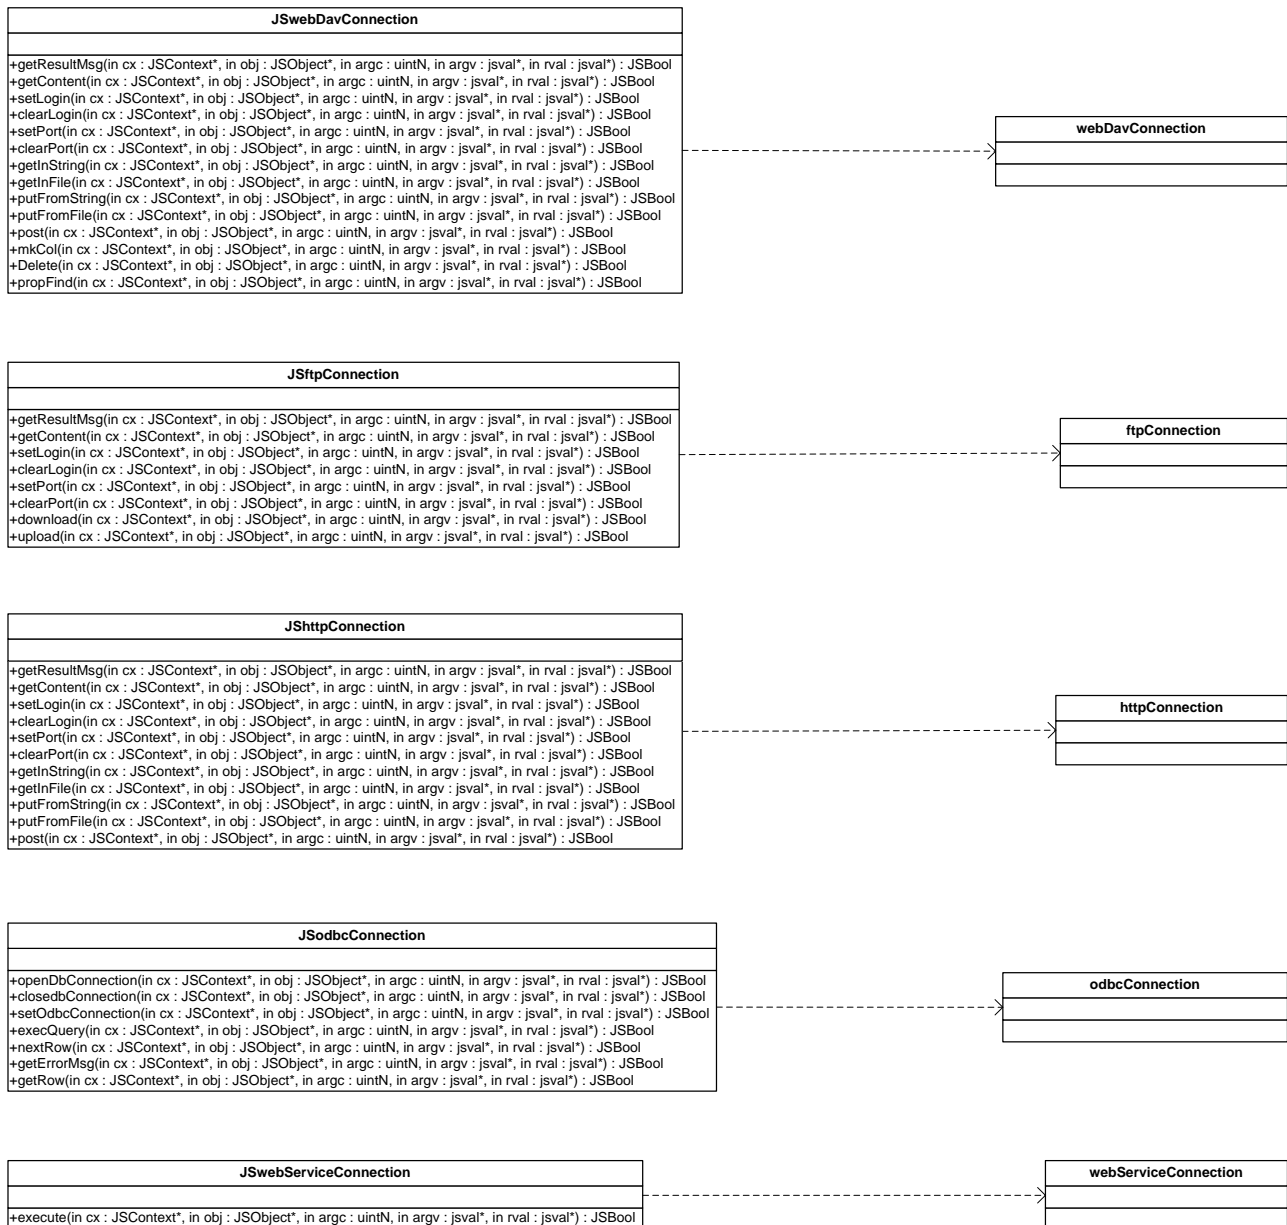 JSwebDavConnection
+getResultMsg(in cx : JSContext*, in obj : JSObject*, in argc : uintN, in argv : jsval*, in rval : jsval*) : JSBool
+getContent(in cx : JSContext*, in obj : JSObject*, in argc : uintN, in argv : jsval*, in rval : jsval*) : JSBool
+setLogin(in cx : JSContext*, in obj : JSObject*, in argc : uintN, in argv : jsval*, in rval : jsval*) : JSBool
+clearLogin(in cx : JSContext*, in obj : JSObject*, in argc : uintN, in argv : jsval*, in rval : jsval*) : JSBool
+setPort(in cx : JSContext*, in obj : JSObject*, in argc : uintN, in argv : jsval*, in rval : jsval*) : JSBool
+clearPort(in cx : JSContext*, in obj : JSObject*, in argc : uintN, in argv : jsval*, in rval : jsval*) : JSBool
+getInString(in cx : JSContext*, in obj : JSObject*, in argc : uintN, in argv : jsval*, in rval : jsval*) : JSBool
+getInFile(in cx : JSContext*, in obj : JSObject*, in argc : uintN, in argv : jsval*, in rval : jsval*) : JSBool
+putFromString(in cx : JSContext*, in obj : JSObject*, in argc : uintN, in argv : jsval*, in rval : jsval*) : JSBool
+putFromFile(in cx : JSContext*, in obj : JSObject*, in argc : uintN, in argv : jsval*, in rval : jsval*) : JSBool
+post(in cx : JSContext*, in obj : JSObject*, in argc : uintN, in argv : jsval*, in rval : jsval*) : JSBool
+mkCol(in cx : JSContext*, in obj : JSObject*, in argc : uintN, in argv : jsval*, in rval : jsval*) : JSBool
+Delete(in cx : JSContext*, in obj : JSObject*, in argc : uintN, in argv : jsval*, in rval : jsval*) : JSBool
+propFind(in cx : JSContext*, in obj : JSObject*, in argc : uintN, in argv : jsval*, in rval : jsval*) : JSBool
webDavConnection
JSftpConnection
+getResultMsg(in cx : JSContext*, in obj : JSObject*, in argc : uintN, in argv : jsval*, in rval : jsval*) : JSBool
+getContent(in cx : JSContext*, in obj : JSObject*, in argc : uintN, in argv : jsval*, in rval : jsval*) : JSBool
+setLogin(in cx : JSContext*, in obj : JSObject*, in argc : uintN, in argv : jsval*, in rval : jsval*) : JSBool
+clearLogin(in cx : JSContext*, in obj : JSObject*, in argc : uintN, in argv : jsval*, in rval : jsval*) : JSBool
+setPort(in cx : JSContext*, in obj : JSObject*, in argc : uintN, in argv : jsval*, in rval : jsval*) : JSBool
+clearPort(in cx : JSContext*, in obj : JSObject*, in argc : uintN, in argv : jsval*, in rval : jsval*) : JSBool
+download(in cx : JSContext*, in obj : JSObject*, in argc : uintN, in argv : jsval*, in rval : jsval*) : JSBool
+upload(in cx : JSContext*, in obj : JSObject*, in argc : uintN, in argv : jsval*, in rval : jsval*) : JSBool
ftpConnection
JShttpConnection
+getResultMsg(in cx : JSContext*, in obj : JSObject*, in argc : uintN, in argv : jsval*, in rval : jsval*) : JSBool
+getContent(in cx : JSContext*, in obj : JSObject*, in argc : uintN, in argv : jsval*, in rval : jsval*) : JSBool
+setLogin(in cx : JSContext*, in obj : JSObject*, in argc : uintN, in argv : jsval*, in rval : jsval*) : JSBool
+clearLogin(in cx : JSContext*, in obj : JSObject*, in argc : uintN, in argv : jsval*, in rval : jsval*) : JSBool
+setPort(in cx : JSContext*, in obj : JSObject*, in argc : uintN, in argv : jsval*, in rval : jsval*) : JSBool
+clearPort(in cx : JSContext*, in obj : JSObject*, in argc : uintN, in argv : jsval*, in rval : jsval*) : JSBool
+getInString(in cx : JSContext*, in obj : JSObject*, in argc : uintN, in argv : jsval*, in rval : jsval*) : JSBool
+getInFile(in cx : JSContext*, in obj : JSObject*, in argc : uintN, in argv : jsval*, in rval : jsval*) : JSBool
+putFromString(in cx : JSContext*, in obj : JSObject*, in argc : uintN, in argv : jsval*, in rval : jsval*) : JSBool
+putFromFile(in cx : JSContext*, in obj : JSObject*, in argc : uintN, in argv : jsval*, in rval : jsval*) : JSBool
+post(in cx : JSContext*, in obj : JSObject*, in argc : uintN, in argv : jsval*, in rval : jsval*) : JSBool
httpConnection
JSodbcConnection
+openDbConnection(in cx : JSContext*, in obj : JSObject*, in argc : uintN, in argv : jsval*, in rval : jsval*) : JSBool
+closedbConnection(in cx : JSContext*, in obj : JSObject*, in argc : uintN, in argv : jsval*, in rval : jsval*) : JSBool
+setOdbcConnection(in cx : JSContext*, in obj : JSObject*, in argc : uintN, in argv : jsval*, in rval : jsval*) : JSBool
+execQuery(in cx : JSContext*, in obj : JSObject*, in argc : uintN, in argv : jsval*, in rval : jsval*) : JSBool
+nextRow(in cx : JSContext*, in obj : JSObject*, in argc : uintN, in argv : jsval*, in rval : jsval*) : JSBool
+getErrorMsg(in cx : JSContext*, in obj : JSObject*, in argc : uintN, in argv : jsval*, in rval : jsval*) : JSBool
+getRow(in cx : JSContext*, in obj : JSObject*, in argc : uintN, in argv : jsval*, in rval : jsval*) : JSBool
odbcConnection
JSwebServiceConnection
+execute(in cx : JSContext*, in obj : JSObject*, in argc : uintN, in argv : jsval*, in rval : jsval*) : JSBool
webServiceConnection